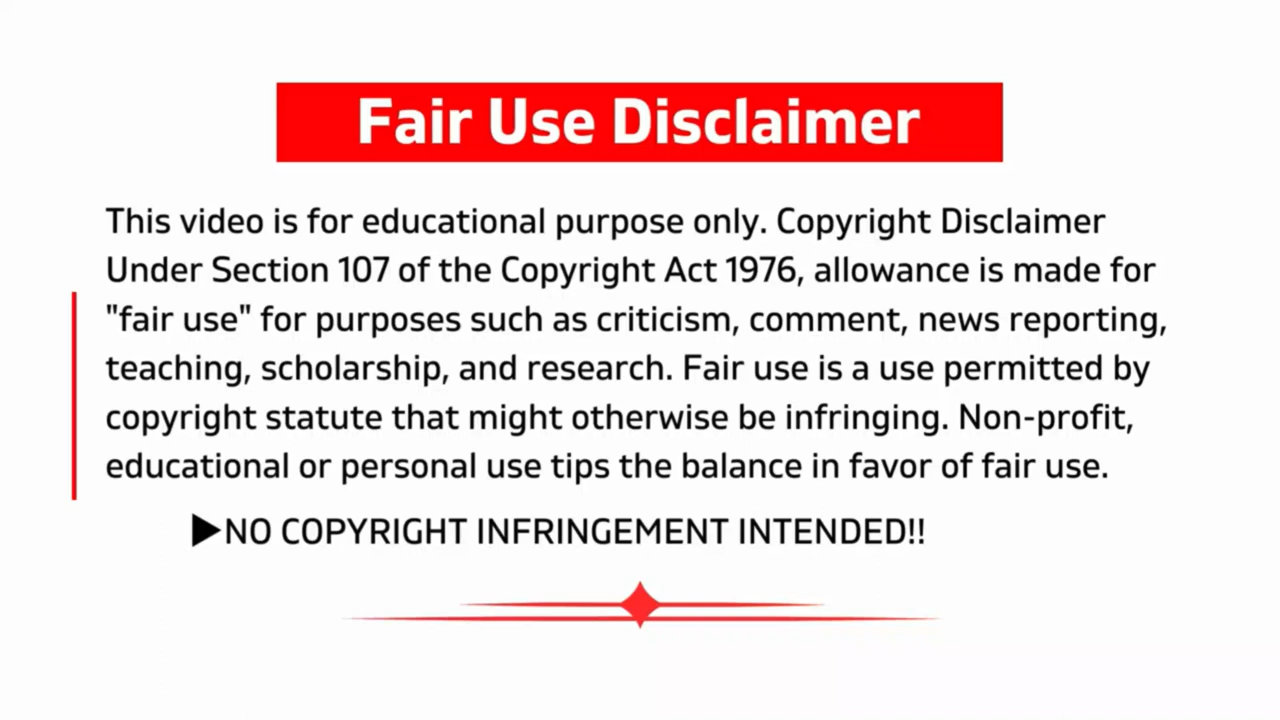 Fair Use Disclaimer
This video is for educational purpose only. Copyright Disclaimer
Under Section 107 of the Copyright Act 1976, allowance is made for
"fair use" for purposes such as criticism, comment, news reporting,
teaching, scholarship, and research. Fair use is a use permitted by
copyright statute that might otherwise be infringing. Non-profit,
educational or personal use tips the balance in favor of fair use.
▶NO COPYRIGHT INFRINGEMENT INTENDED!!